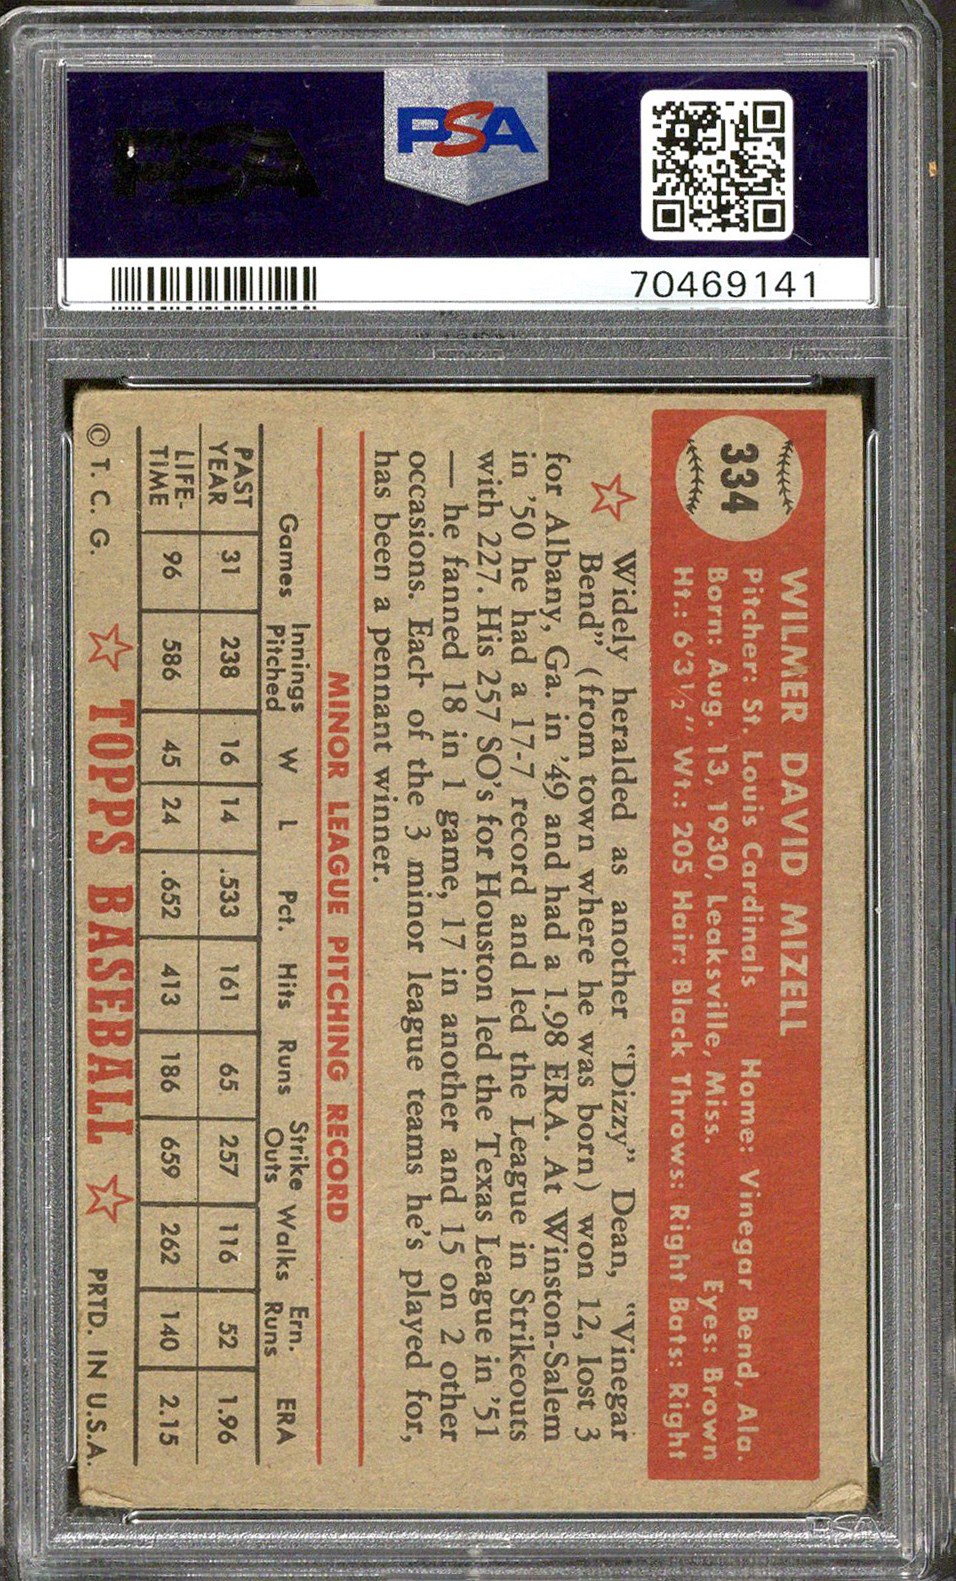 PSA
PSA
70469141
334
WILMER DAVID MIZELL
Pitcher: St. Louis Cardinals Home: Vinegar Bend, Ala.
Born: Aug. 13, 1930, Leaksville, Miss. Eyes: Brown
Ht.: 6'3½" Wt.: 205 Hair: Black Throws: Right Bats: Right
Widely heralded as another "Dizzy" Dean, "Vinegar
Bend" (from town where he was born) won 12, lost 3
for Albany, Ga. in '49 and had a 1.98 ERA. At Winston-Salem
in '50 he had a 17-7 record and led the League in Strikeouts
with 227. His 257 SO's for Houston led the Texas League in '51
— he fanned 18 in 1 game, 17 in another and 15 on 2 other
occasions. Each of the 3 minor league teams he's played for,
has been a pennant winner.
MINOR LEAGUE PITCHING RECORD
Games Innings Pitched W L Pct. Hits Runs Strike Outs Walks Ern. Runs ERA
PAST YEAR 31 238 16 14 .533 161 65 257 116 52 1.96
LIFE-TIME 96 586 45 24 .652 413 186 659 262 140 2.15
© T. C. G. TOPPS BASEBALL PRTD. IN U.S.A.
PSA